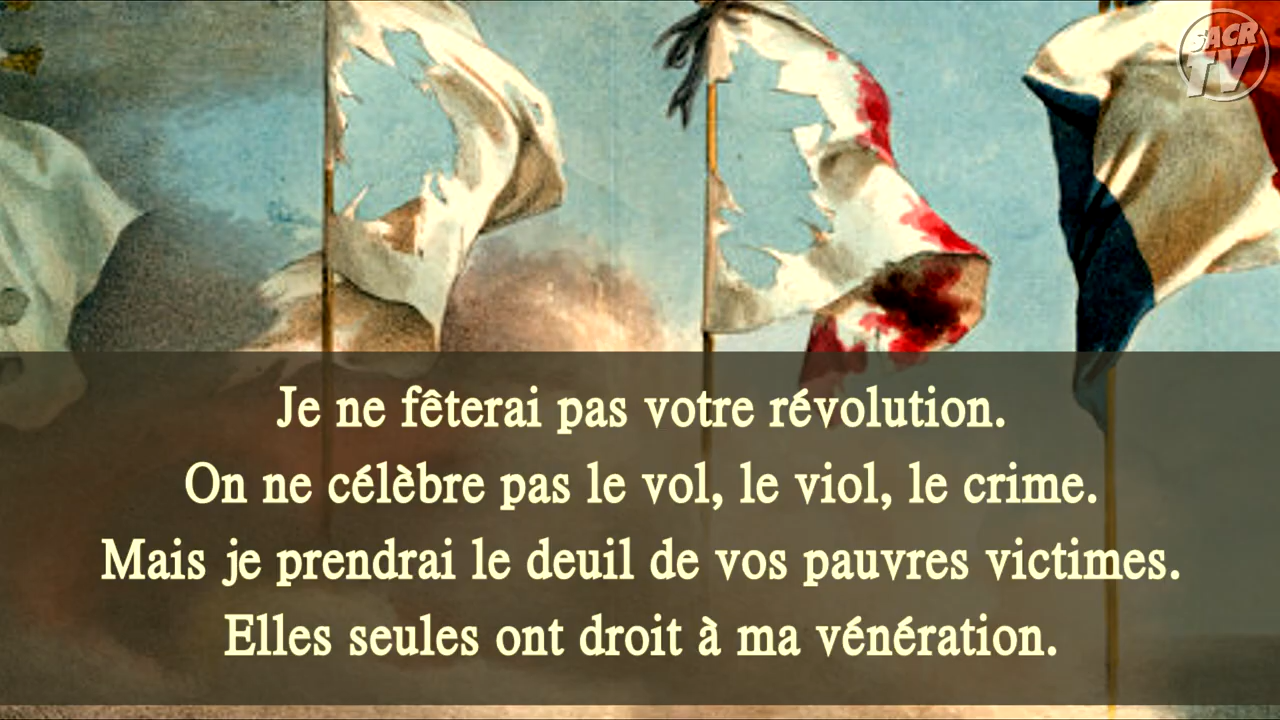 SACR
TV
Je ne fêterai pas votre révolution.
On ne célèbre pas le vol, le viol, le crime.
Mais je prendrai le deuil de vos pauvres victimes.
Elles seules ont droit à ma vénération.